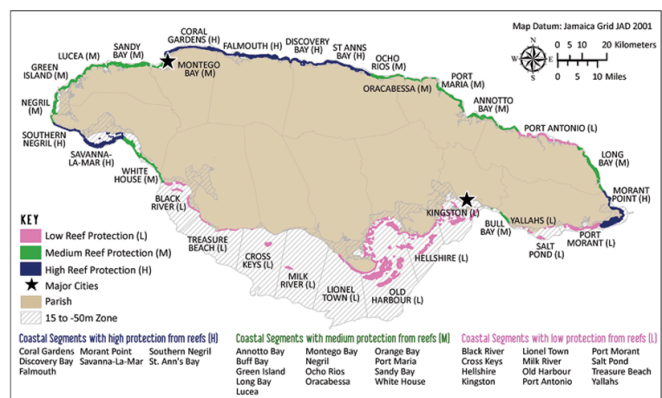 Map Datum: Jamaica Grid JAD 2001
N
W
E
S
0 5 10 20 Kilometers
0 5 10 Miles
CORAL
GARDENS (H)
FALMOUTH (H)
DISCOVERY
BAY (H)
ST ANNS
BAY (H)
OCHO
RIOS (M)
ORACABESSA (M)
PORT
MARIA (M)
ANNOTTO
BAY (M)
PORT ANTONIO (L)
LONG
BAY (M)
MORANT
POINT (H)
SANDY
BAY (M)
LUCEA (M)
GREEN
ISLAND (M)
MONTEGO
BAY (M)
NEGRIL
(M)
SOUTHERN
NEGRIL (H)
SAVANNA-
LA-MAR (H)
WHITE
HOUSE (M)
BLACK
RIVER (L)
TREASURE
BEACH (L)
CROSS
KEYS (L)
MILK
RIVER (L)
LIONEL
TOWN (L)
OLD
HARBOUR (L)
HELLSHIRE (L)
KINGSTON (L)
BULL
BAY (M)
YALLAHS (L)
SALT
POND (L)
PORT
MORANT (L)
KEY
Low Reef Protection (L)
Medium Reef Protection (M)
High Reef Protection (H)
Major Cities
Parish
15 to -50m Zone
Coastal Segments with high protection from reefs (H)
Coral Gardens Morant Point Southern Negril
Discovery Bay Savanna-La-Mar St. Ann's Bay
Falmouth
Coastal Segments with medium protection from reefs (M)
Annotto Bay Montego Bay Orange Bay
Buff Bay Negril Port Maria
Green Island Ocho Rios Sandy Bay
Long Bay Oracabessa White House
Lucea
Coastal Segments with low protection from reefs (L)
Black River Lionel Town Port Morant
Cross Keys Milk River Salt Pond
Hellshire Old Harbour Treasure Beach
Kingston Port Antonio Yallahs